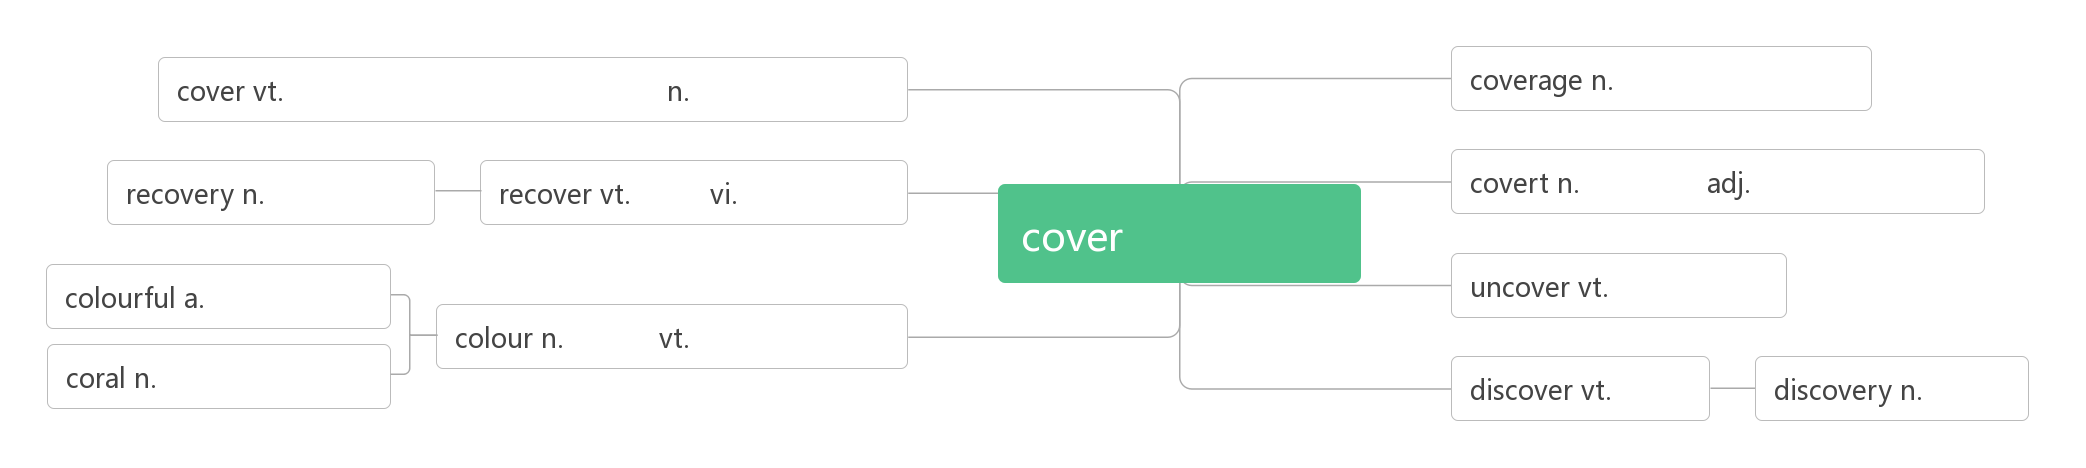 cover vt. n.
recovery n.
recover vt. vi.
colourful a.
coral n.
colour n. vt.
cover
coverage n.
covert n. adj.
uncover vt.
discover vt.
discovery n.